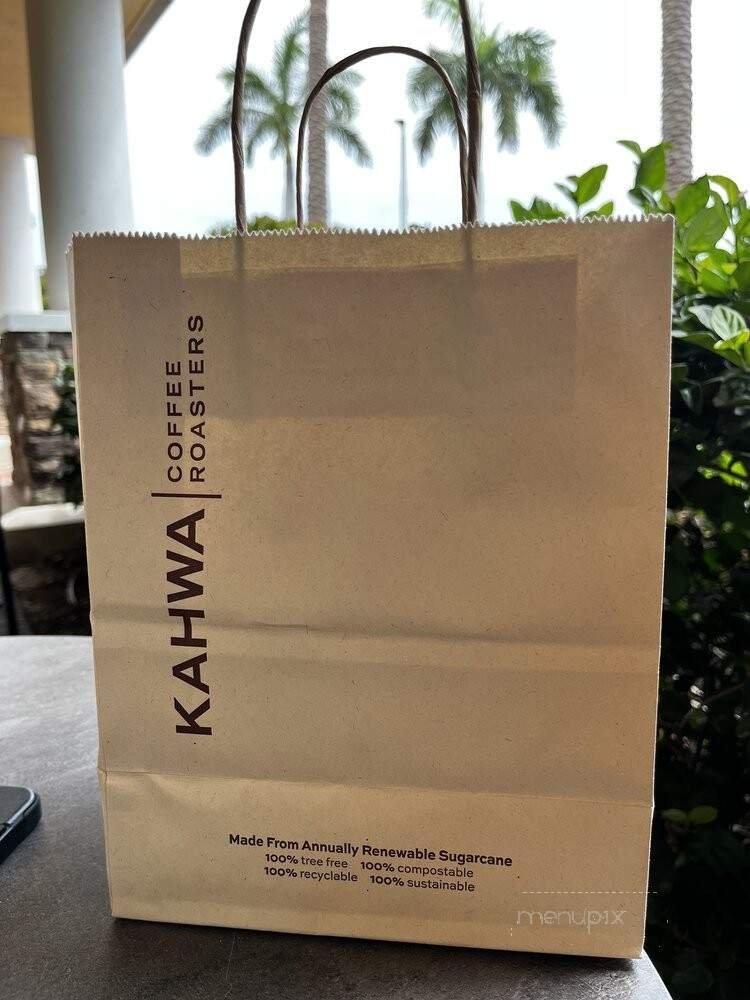 KAHWA
COFFEE
ROASTERS
Made From Annually Renewable Sugarcane
100% tree free 100% compostable
100% recyclable 100% sustainable
menupix